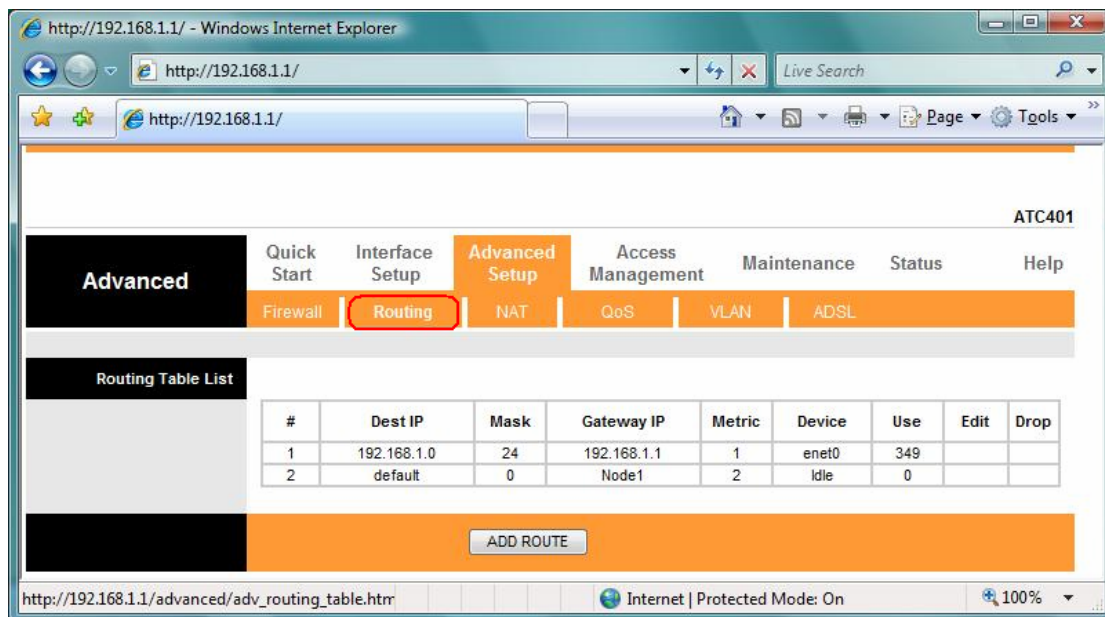 http://192.168.1.1/ - Windows Internet Explorer
http://192.168.1.1/
Live Search
http://192.168.1.1/
Page
Tools
ATC401
Advanced
Quick Start
Interface Setup
Advanced Setup
Access Management
Maintenance
Status
Help
Firewall
Routing
NAT
QoS
VLAN
ADSL
Routing Table List
# Dest IP Mask Gateway IP Metric Device Use Edit Drop
1 192.168.1.0 24 192.168.1.1 1 enet0 349
2 default 0 Node1 2 Idle 0
ADD ROUTE
http://192.168.1.1/advanced/adv_routing_table.htm
Internet | Protected Mode: On
100%